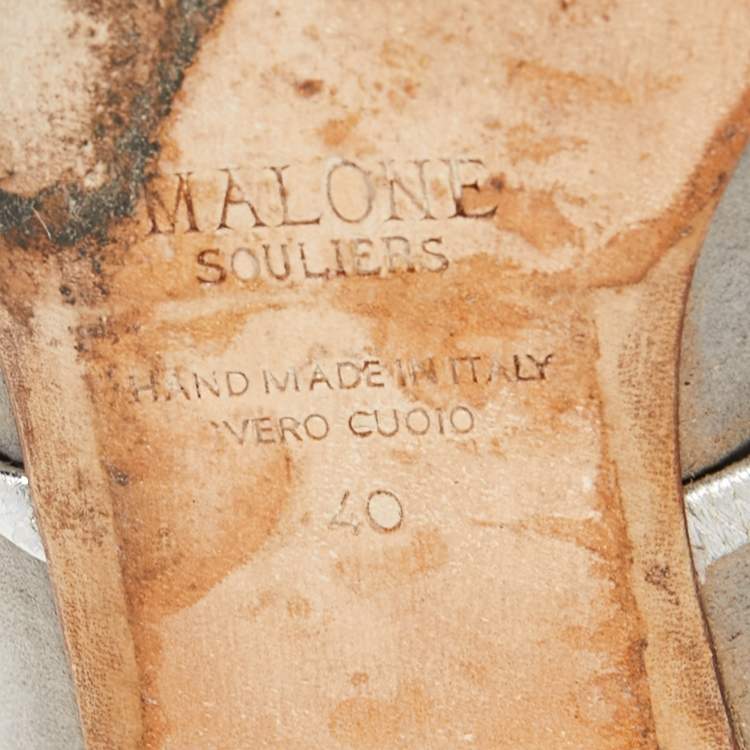 MALONE
SOULIERS
HAND MADE IN ITALY
VERO CUOIO
40